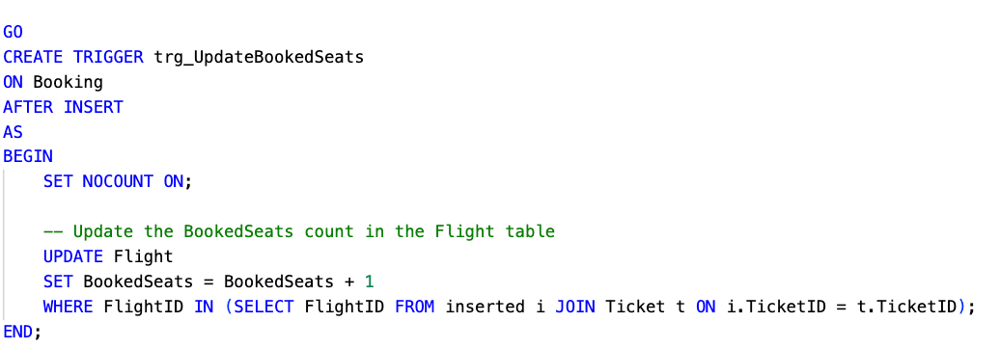 GO
CREATE TRIGGER trg_UpdateBookedSeats
ON Booking
AFTER INSERT
AS
BEGIN
    SET NOCOUNT ON;

    -- Update the BookedSeats count in the Flight table
    UPDATE Flight
    SET BookedSeats = BookedSeats + 1
    WHERE FlightID IN (SELECT FlightID FROM inserted i JOIN Ticket t ON i.TicketID = t.TicketID);
END;